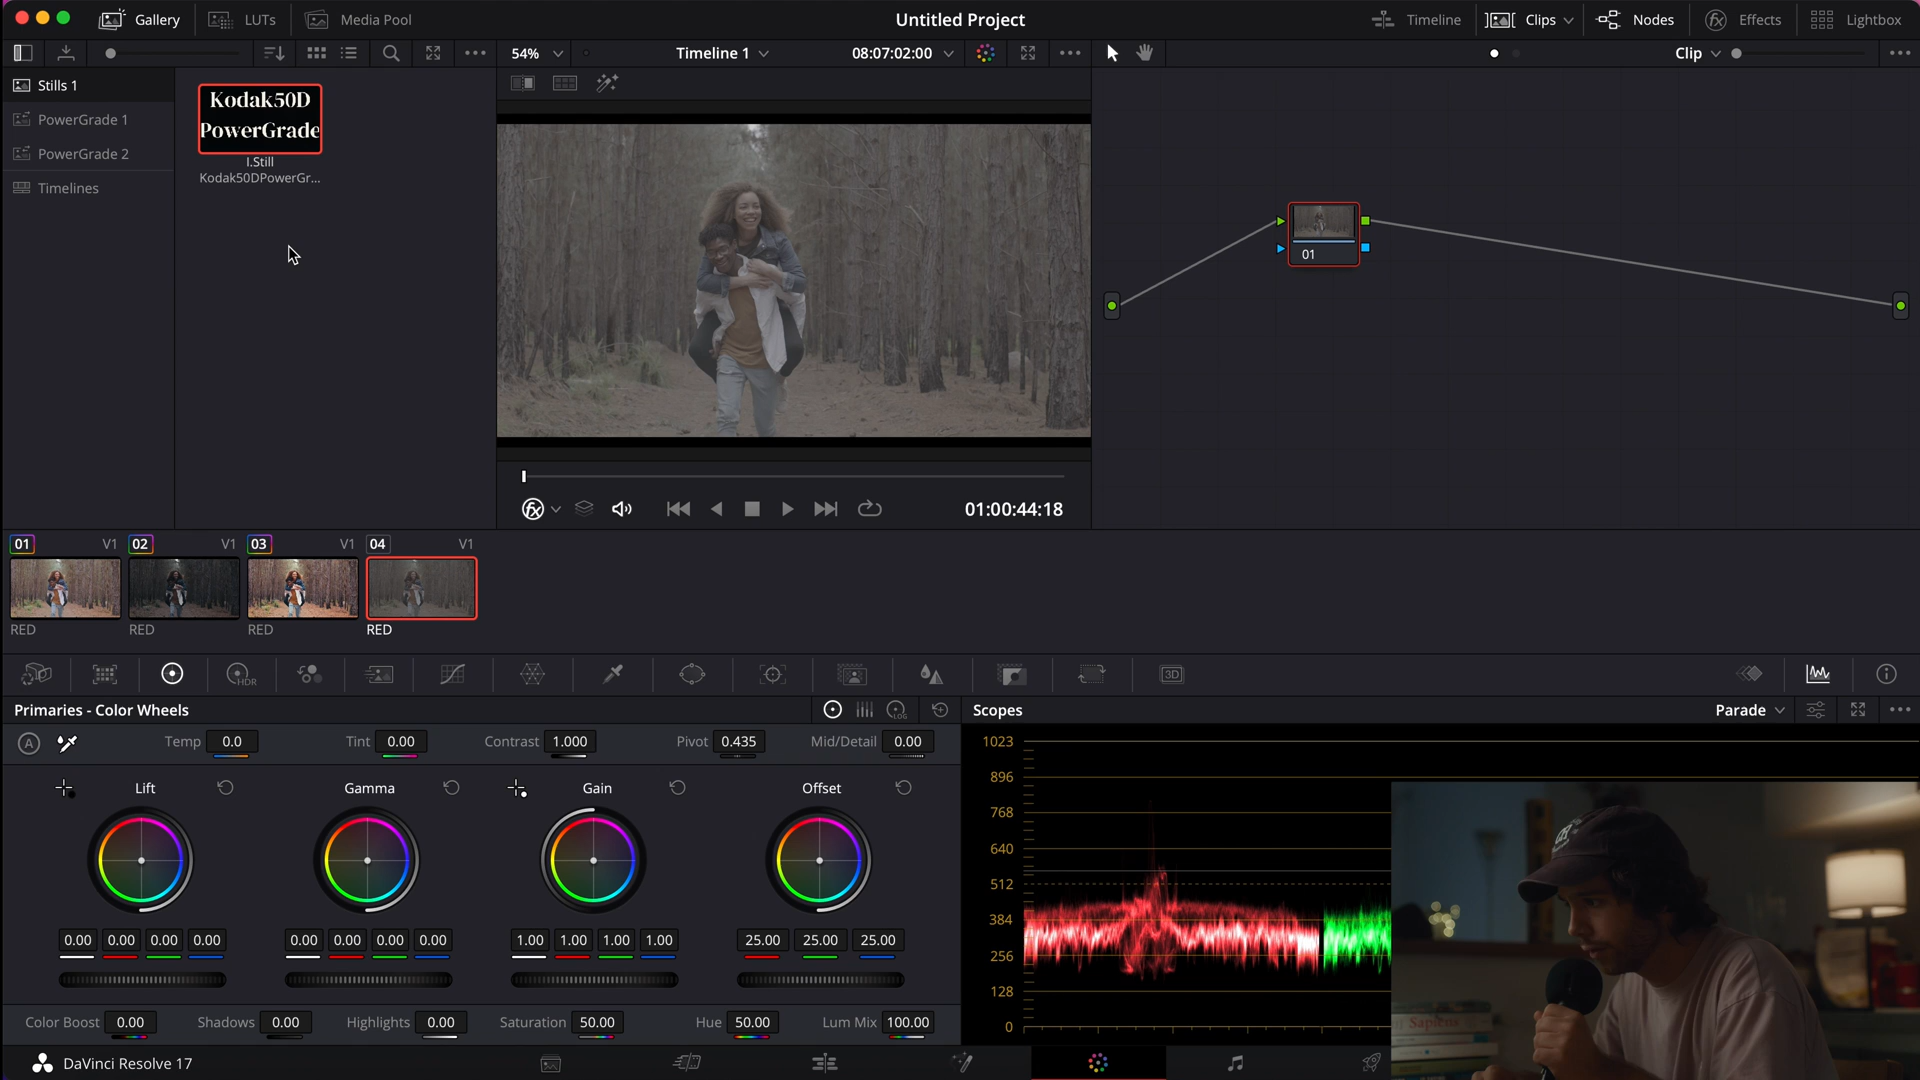 Gallery
LUTs
Media Pool
Untitled Project
Timeline
Clips
Nodes
Effects
Lightbox
54%
Timeline 1
08:07:02:00
Clip
Stills 1
PowerGrade 1
PowerGrade 2
Timelines
Kodak50D
PowerGrade
I.Still
Kodak50DPowerGr...
01
01:00:44:18
01 V1
02 V1
03 V1
04 V1
RED
RED
RED
RED
HDR
3D
Primaries - Color Wheels
LOG
Scopes
Parade
A
Temp 0.0
Tint 0.00
Contrast 1.000
Pivot 0.435
Mid/Detail 0.00
Lift
Gamma
Gain
Offset
0.00 0.00 0.00 0.00
0.00 0.00 0.00 0.00
1.00 1.00 1.00 1.00
25.00 25.00 25.00
Color Boost 0.00
Shadows 0.00
Highlights 0.00
Saturation 50.00
Hue 50.00
Lum Mix 100.00
1023
896
768
640
512
384
256
128
0
Sapiens
DaVinci Resolve 17